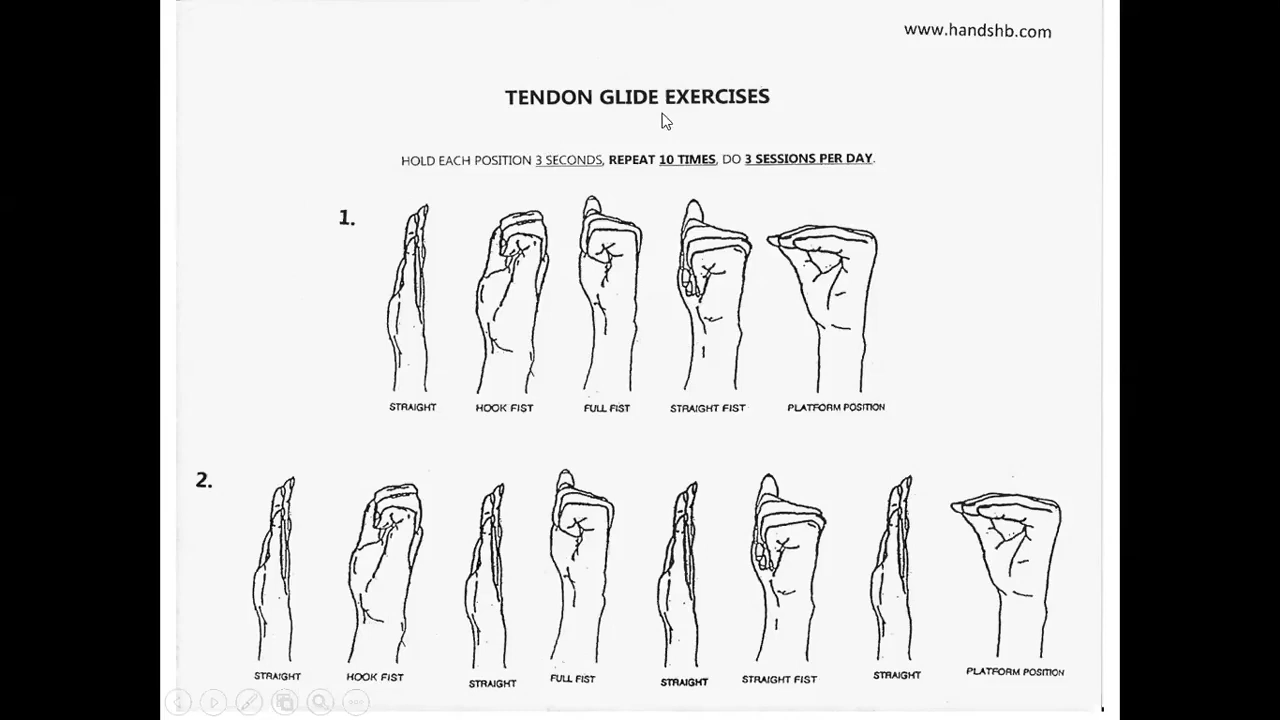 www.handshb.com
TENDON GLIDE EXERCISES
HOLD EACH POSITION 3 SECONDS, REPEAT 10 TIMES, DO 3 SESSIONS PER DAY.
1.
STRAIGHT HOOK FIST FULL FIST STRAIGHT FIST PLATFORM POSITION
2.
STRAIGHT HOOK FIST STRAIGHT FULL FIST STRAIGHT STRAIGHT FIST STRAIGHT PLATFORM POSITION